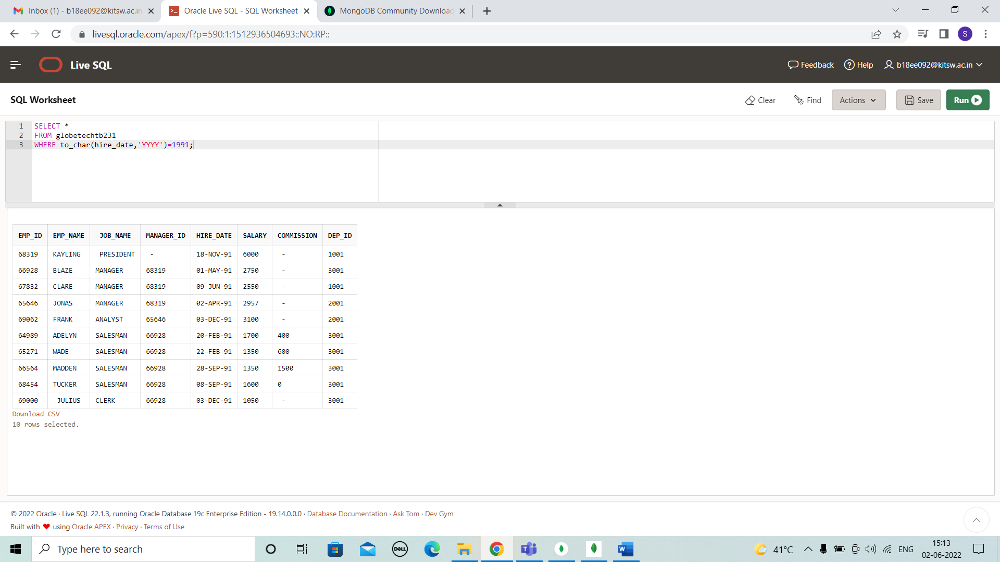 Inbox (1) - b18ee092@kitsw.ac.in
Oracle Live SQL - SQL Worksheet
MongoDB Community Download
livesql.oracle.com/apex/f?p=590:1:1512936504693::NO:RP::
S
Live SQL
Feedback
Help
b18ee092@kitsw.ac.in
SQL Worksheet
Clear
Find
Actions
Save
Run
1 SELECT *
2 FROM globetechtb231
3 WHERE to_char(hire_date,'YYYY')=1991;
EMP_ID EMP_NAME JOB_NAME MANAGER_ID HIRE_DATE SALARY COMMISSION DEP_ID
68319 KAYLING PRESIDENT - 18-NOV-91 6000 - 1001
66928 BLAZE MANAGER 68319 01-MAY-91 2750 - 3001
67832 CLARE MANAGER 68319 09-JUN-91 2550 - 1001
65646 JONAS MANAGER 68319 02-APR-91 2957 - 2001
69062 FRANK ANALYST 65646 03-DEC-91 3100 - 2001
64989 ADELYN SALESMAN 66928 20-FEB-91 1700 400 3001
65271 WADE SALESMAN 66928 22-FEB-91 1350 600 3001
66564 MADDEN SALESMAN 66928 28-SEP-91 1350 1500 3001
68454 TUCKER SALESMAN 66928 08-SEP-91 1600 0 3001
69000 JULIUS CLERK 66928 03-DEC-91 1050 - 3001
Download CSV
10 rows selected.
© 2022 Oracle · Live SQL 22.1.3, running Oracle Database 19c Enterprise Edition - 19.14.0.0.0 · Database Documentation · Ask Tom · Dev Gym
Built with ❤ using Oracle APEX · Privacy · Terms of Use
Type here to search
DELL
T
W
41°C
ENG
15:13
02-06-2022